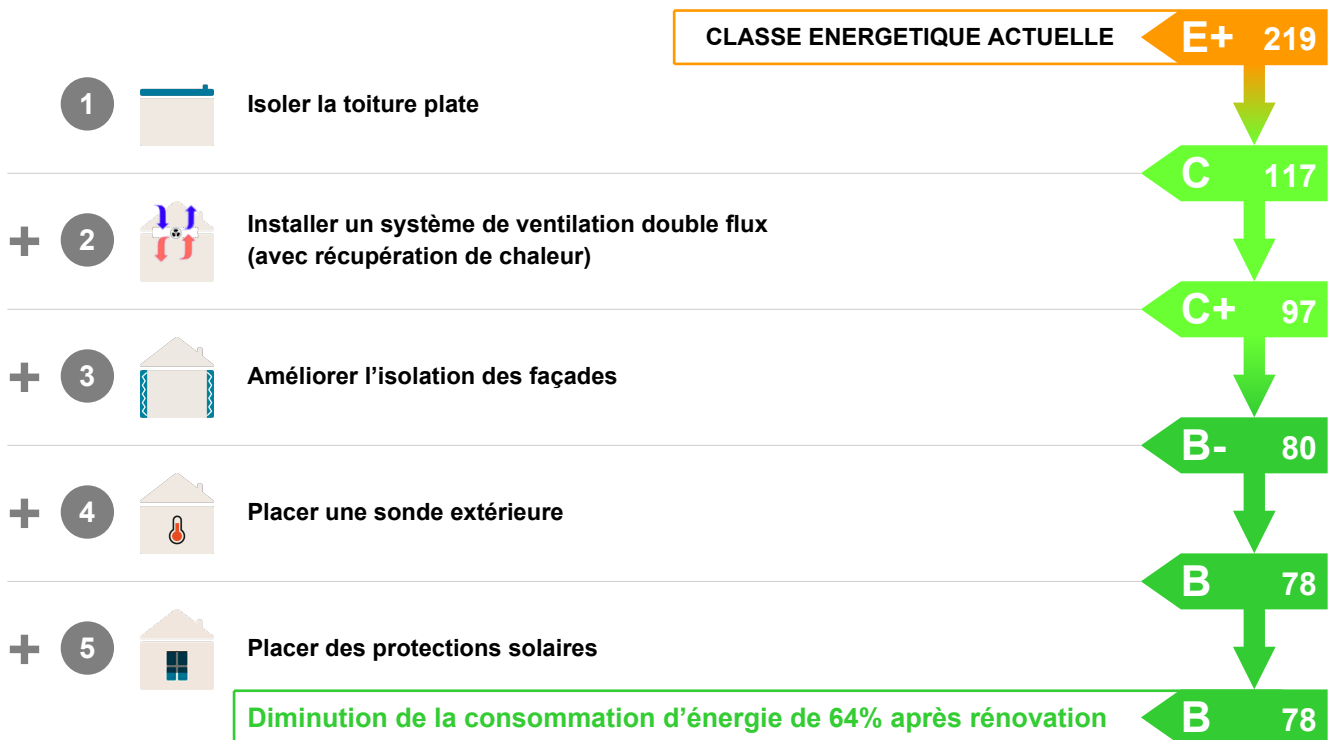 CLASSE ENERGETIQUE ACTUELLE E+ 219
1 Isoler la toiture plate
C 117
+ 2 Installer un système de ventilation double flux
(avec récupération de chaleur)
C+ 97
+ 3 Améliorer l’isolation des façades
B- 80
+ 4 Placer une sonde extérieure
B 78
+ 5 Placer des protections solaires
Diminution de la consommation d’énergie de 64% après rénovation B 78